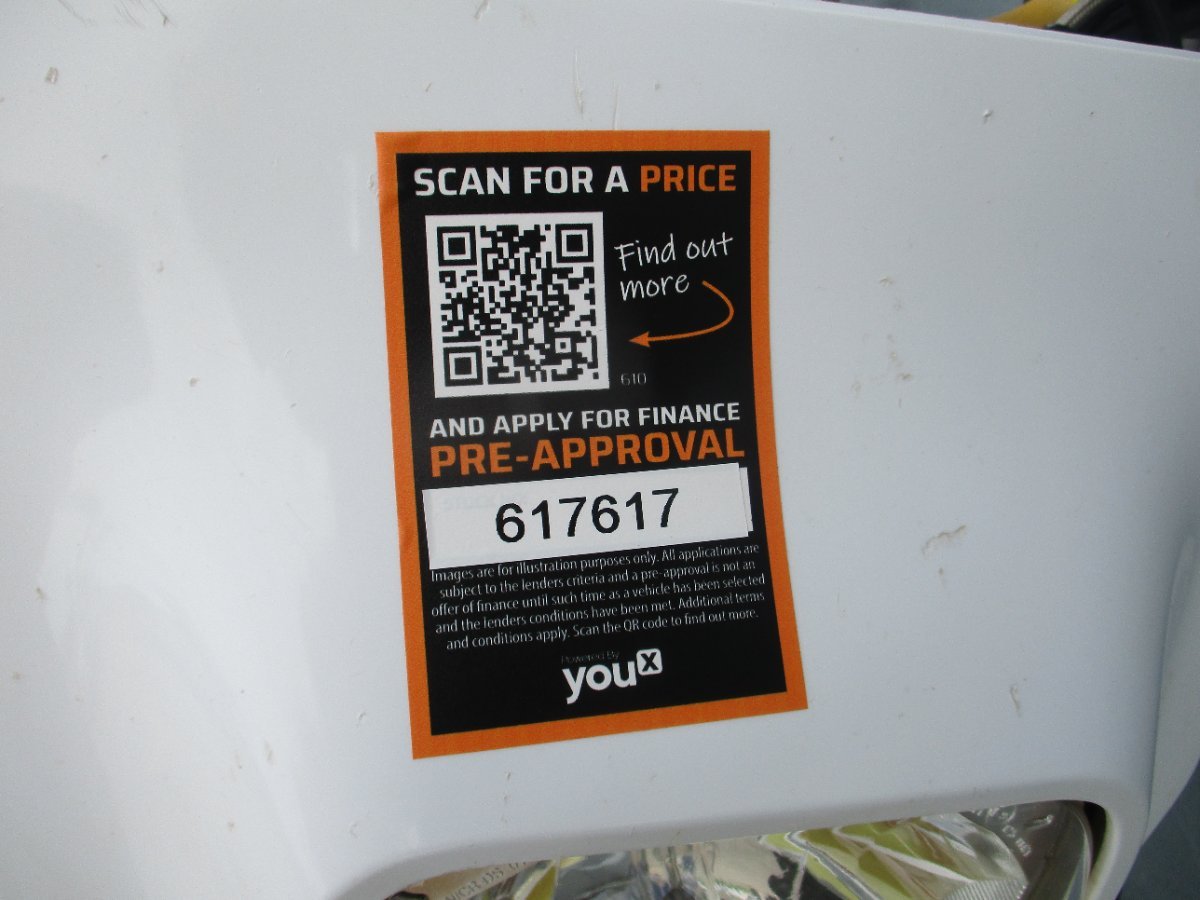 SCAN FOR A PRICE
Find out
more
610
AND APPLY FOR FINANCE
PRE-APPROVAL
617617
Images are for illustration purposes only. All applications are
subject to the lenders criteria and a pre-approval is not an
offer of finance until such time as a vehicle has been selected
and the lenders conditions have been met. Additional terms
and conditions apply. Scan the QR code to find out more.
Powered By
youX